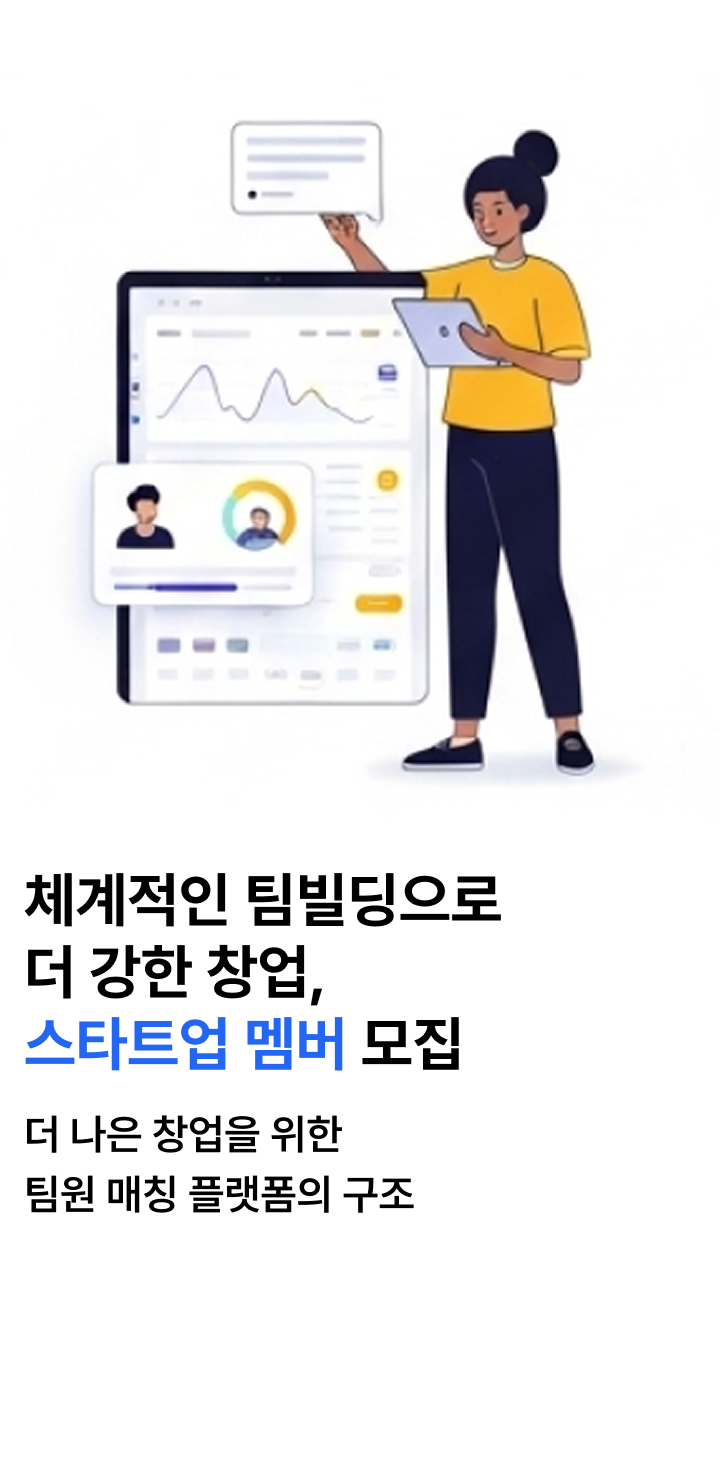 체계적인 팀빌딩으로
더 강한 창업,
스타트업 멤버 모집
더 나은 창업을 위한
팀원 매칭 플랫폼의 구조